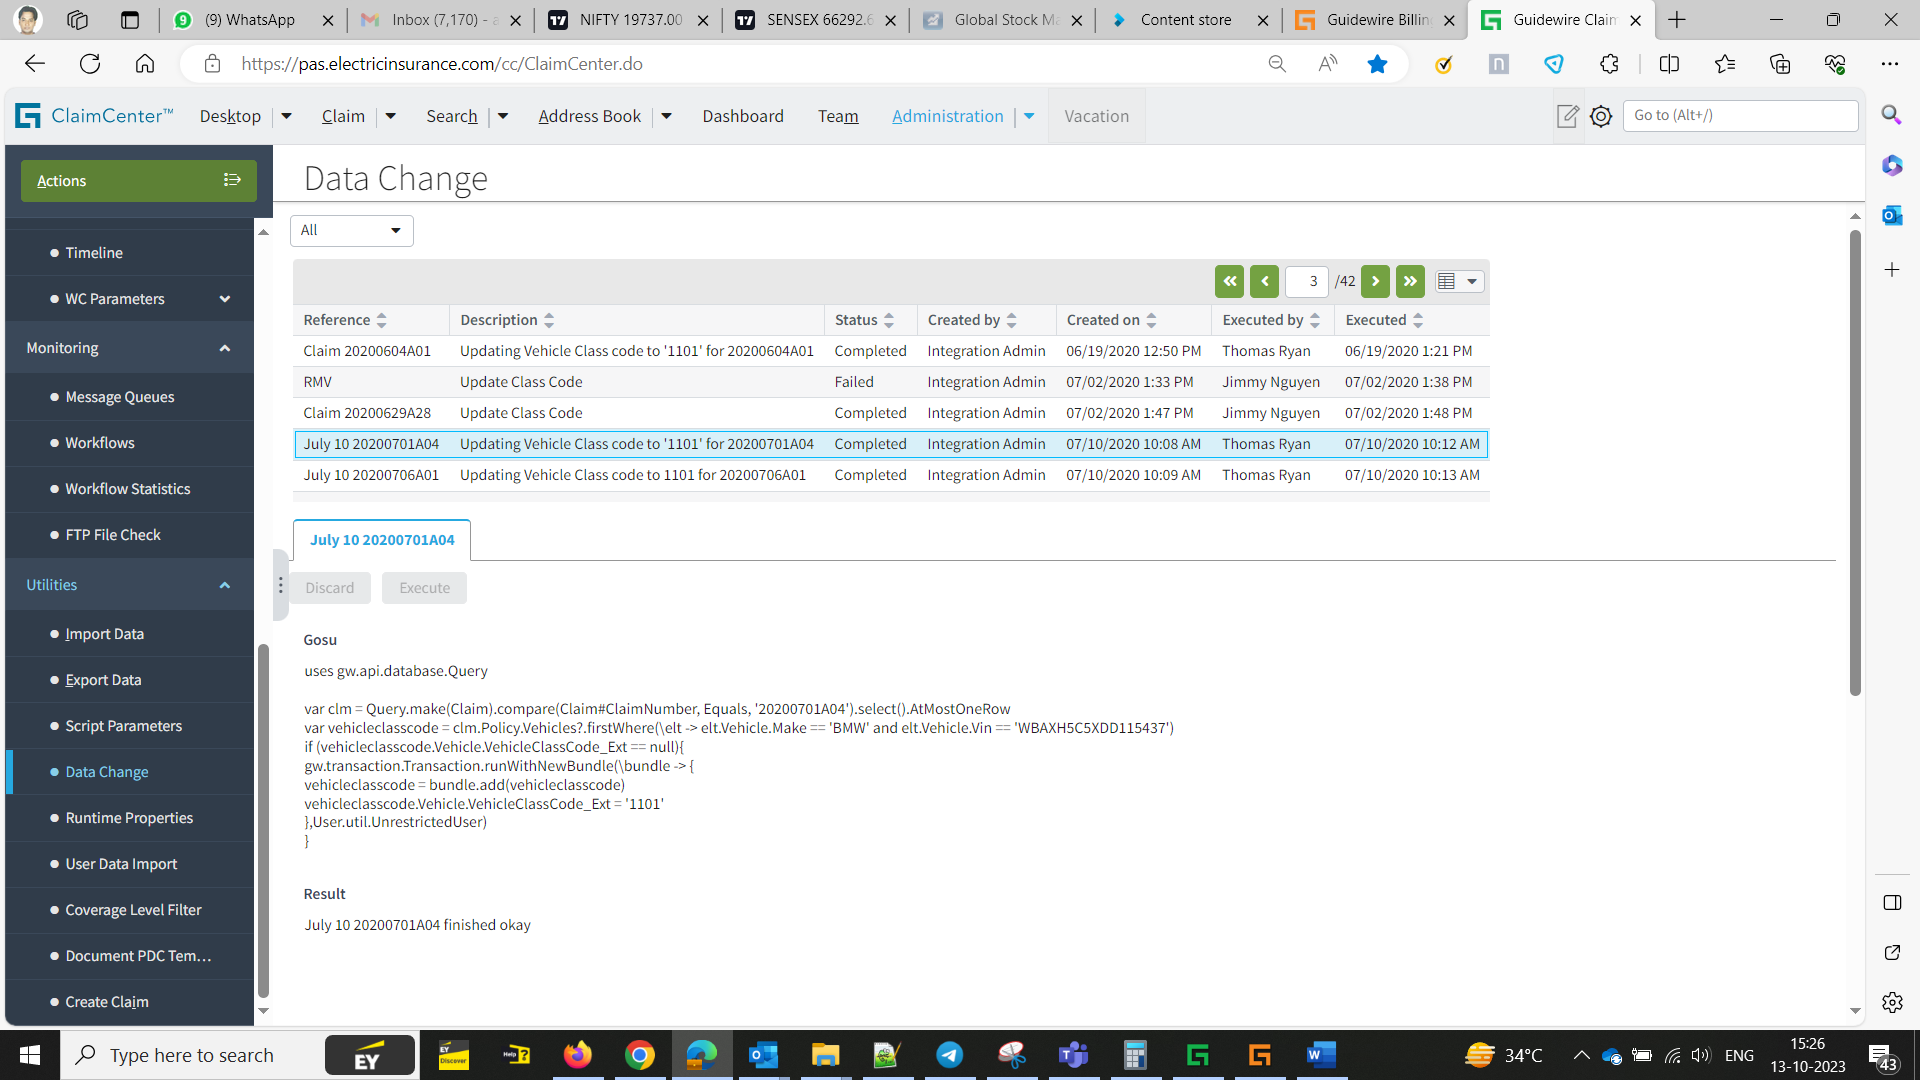 (9) WhatsApp
Inbox (7,170) - a
NIFTY 19737.00
SENSEX 66292.6
Global Stock Ma
Content store
Guidewire Billin
Guidewire Claim
https://pas.electricinsurance.com/cc/ClaimCenter.do
ClaimCenter™
Desktop
Claim
Search
Address Book
Dashboard
Team
Administration
Vacation
Go to (Alt+/)
Actions
Timeline
WC Parameters
Monitoring
Message Queues
Workflows
Workflow Statistics
FTP File Check
Utilities
Import Data
Export Data
Script Parameters
Data Change
Runtime Properties
User Data Import
Coverage Level Filter
Document PDC Tem...
Create Claim
Data Change
All
3 /42
Reference Description Status Created by Created on Executed by Executed
Claim 20200604A01 Updating Vehicle Class code to '1101' for 20200604A01 Completed Integration Admin 06/19/2020 12:50 PM Thomas Ryan 06/19/2020 1:21 PM
RMV Update Class Code Failed Integration Admin 07/02/2020 1:33 PM Jimmy Nguyen 07/02/2020 1:38 PM
Claim 20200629A28 Update Class Code Completed Integration Admin 07/02/2020 1:47 PM Jimmy Nguyen 07/02/2020 1:48 PM
July 10 20200701A04 Updating Vehicle Class code to '1101' for 20200701A04 Completed Integration Admin 07/10/2020 10:08 AM Thomas Ryan 07/10/2020 10:12 AM
July 10 20200706A01 Updating Vehicle Class code to 1101 for 20200706A01 Completed Integration Admin 07/10/2020 10:09 AM Thomas Ryan 07/10/2020 10:13 AM
July 10 20200701A04
Discard
Execute
Gosu
uses gw.api.database.Query
var clm = Query.make(Claim).compare(Claim#ClaimNumber, Equals, '20200701A04').select().AtMostOneRow
var vehicleclasscode = clm.Policy.Vehicles?.firstWhere(\elt -> elt.Vehicle.Make == 'BMW' and elt.Vehicle.Vin == 'WBAXH5C5XDD115437')
if (vehicleclasscode.Vehicle.VehicleClassCode_Ext == null){
gw.transaction.Transaction.runWithNewBundle(\bundle -> {
vehicleclasscode = bundle.add(vehicleclasscode)
vehicleclasscode.Vehicle.VehicleClassCode_Ext = '1101'
},User.util.UnrestrictedUser)
}
Result
July 10 20200701A04 finished okay
Type here to search
EY
EY
Discover
Help ?
34°C
ENG
15:26
13-10-2023
43